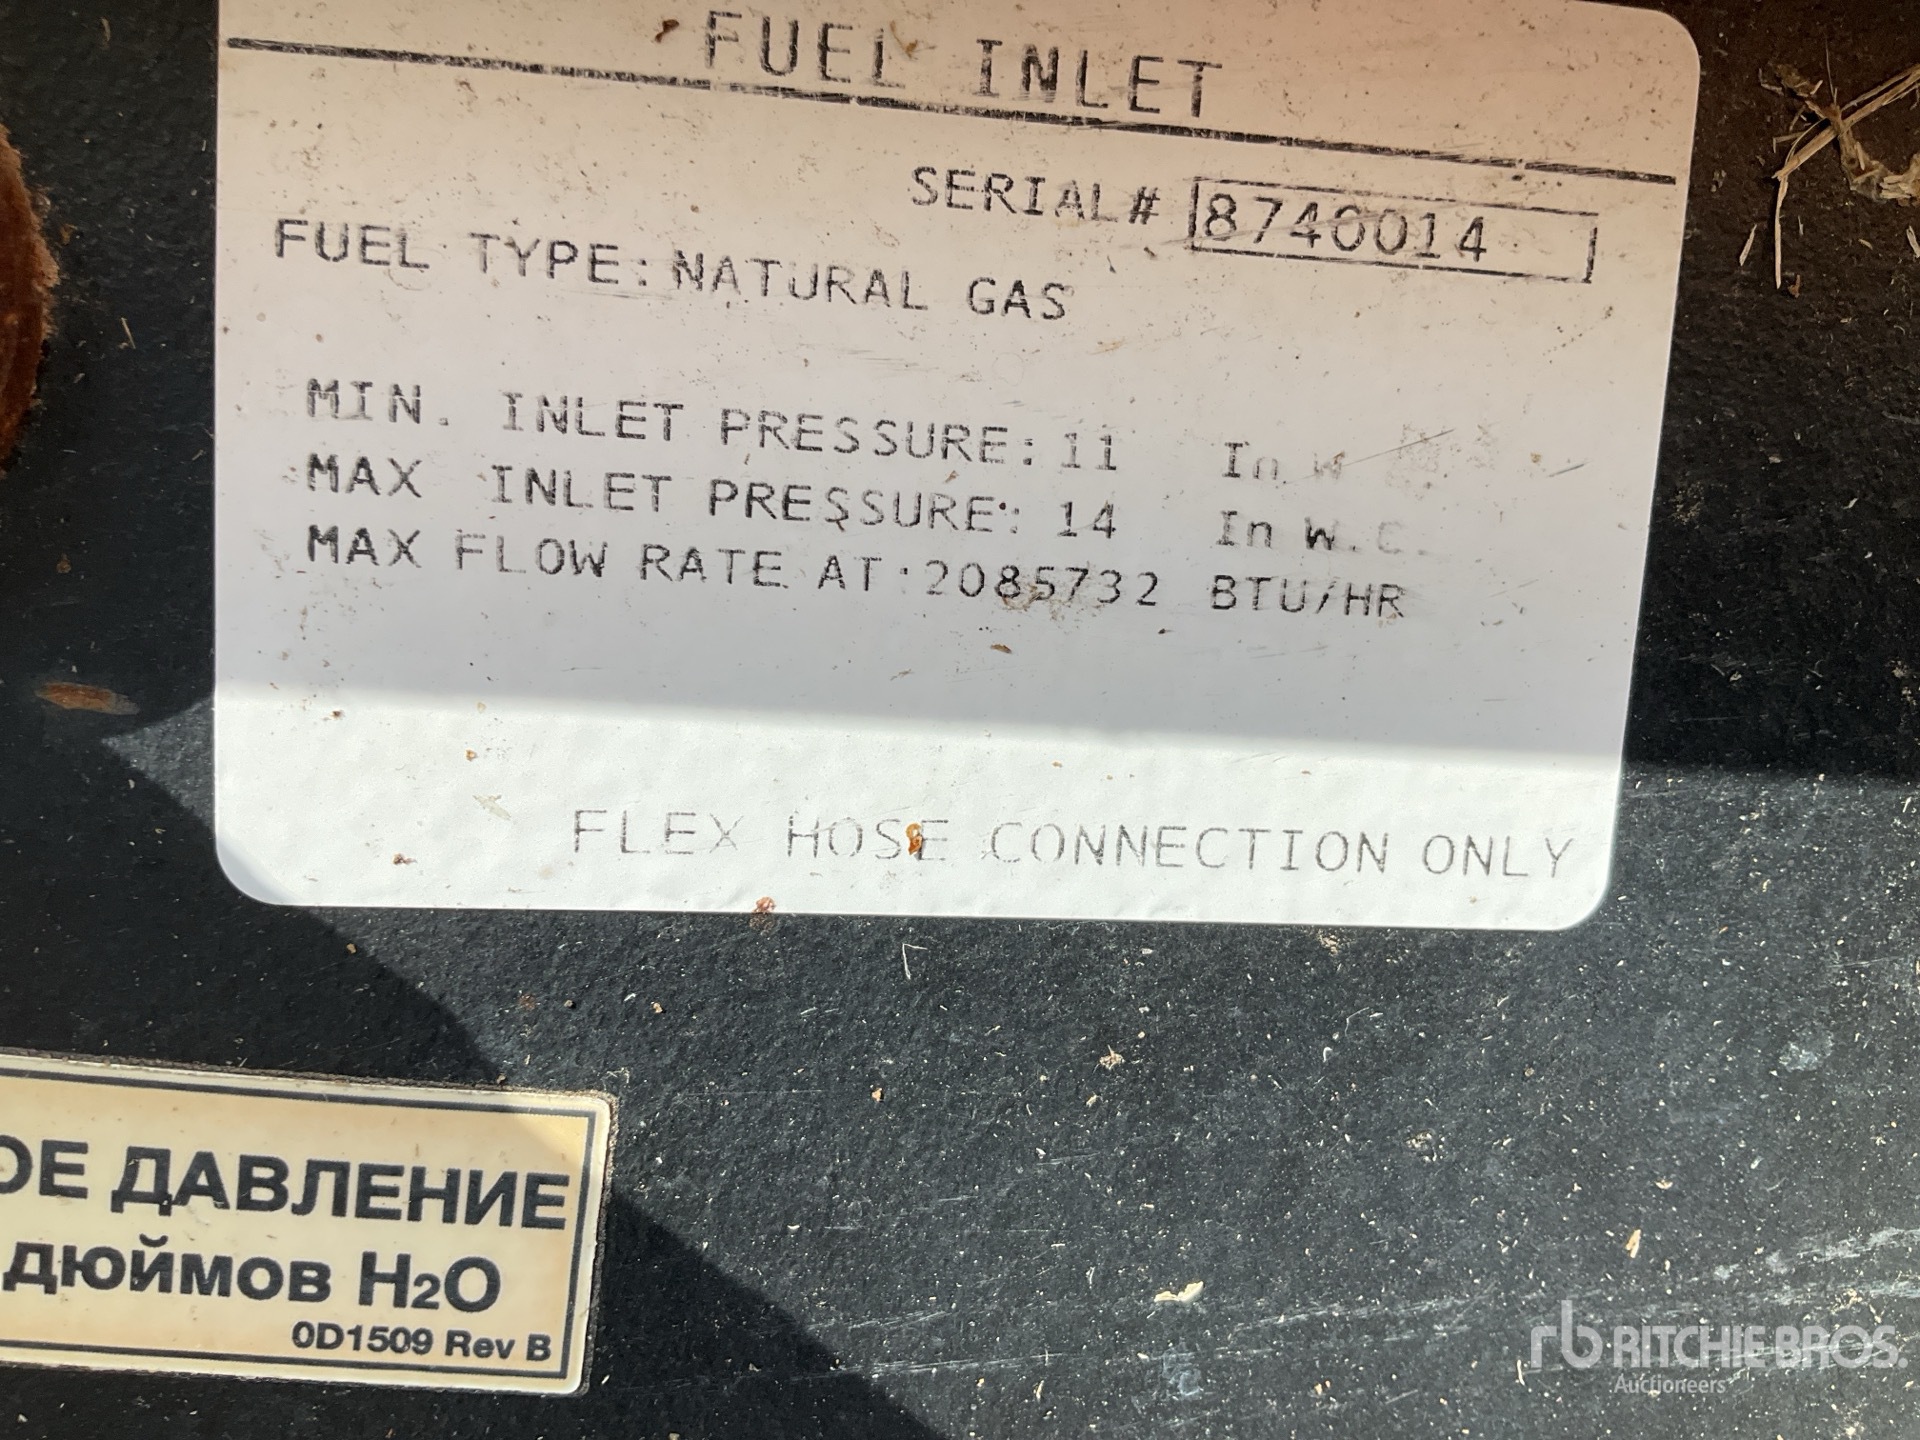 FUEL INLET
SERIAL# 8740014
FUEL TYPE: NATURAL GAS
MIN. INLET PRESSURE: 11 In W
MAX INLET PRESSURE: 14 In W.C.
MAX FLOW RATE AT: 2085732 BTU/HR
FLEX HOSE CONNECTION ONLY
ОЕ ДАВЛЕНИЕ
дюймов H2O
0D1509 Rev B
rb RITCHIE BROS.
Auctioneers